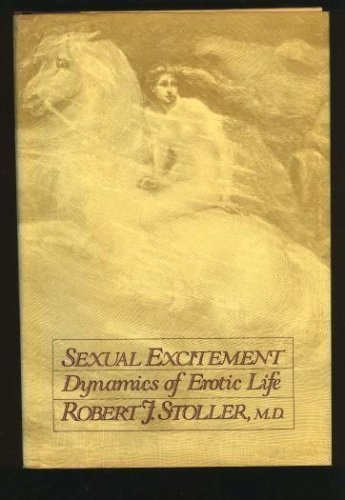 SEXUAL EXCITEMENT
Dynamics of Erotic Life
ROBERT J. STOLLER, M.D.